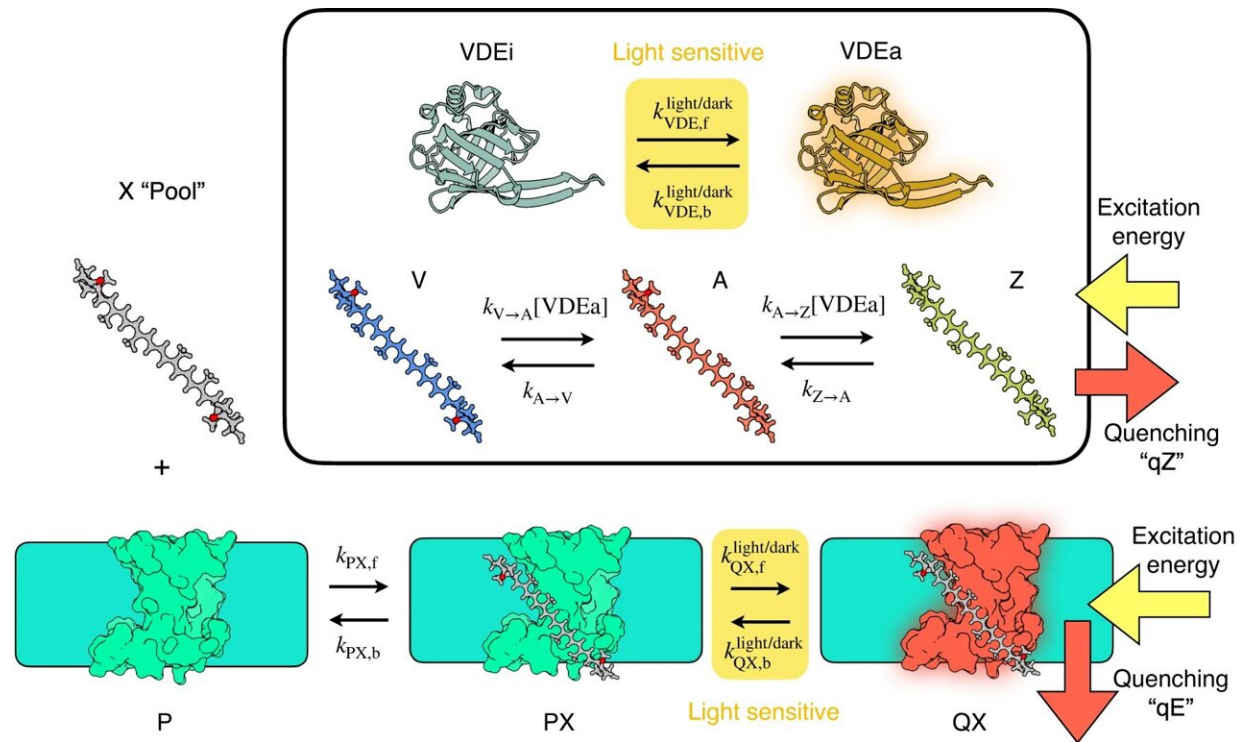 VDEi
Light sensitive
VDEa
k^light/dark_VDE,f
k^light/dark_VDE,b
X “Pool”
Excitation
energy
V
A
Z
k_V→A[VDEa]
k_A→Z[VDEa]
k_A→V
k_Z→A
Quenching
“qZ”
+
k_PX,f
k_PX,b
k^light/dark_QX,f
k^light/dark_QX,b
Excitation
energy
Quenching
“qE”
P
PX
Light sensitive
QX